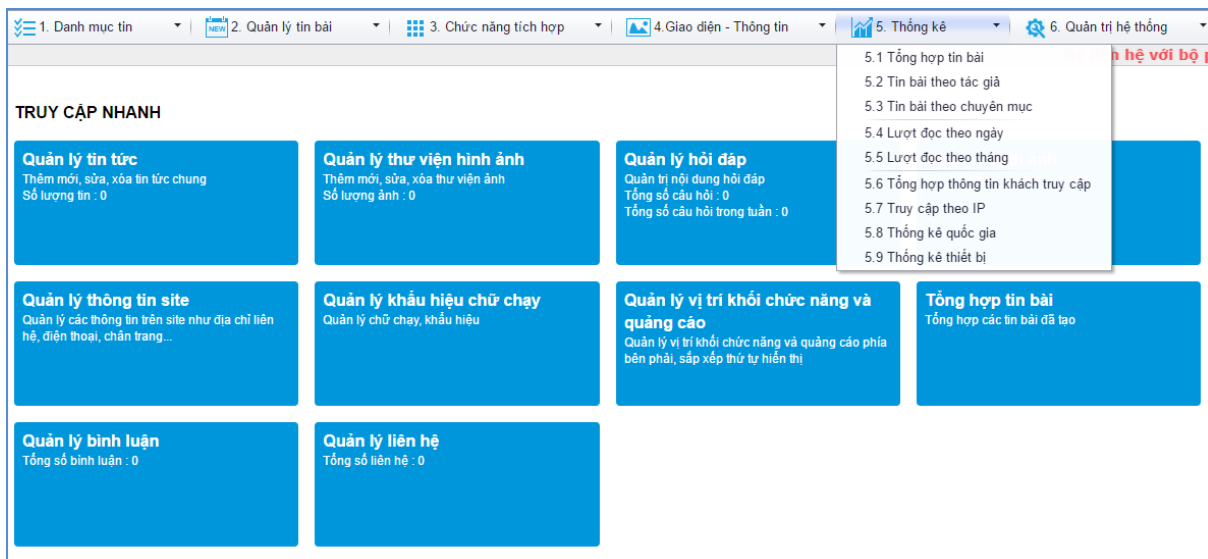 1. Danh mục tin
NEW
2. Quản lý tin bài
3. Chức năng tích hợp
4.Giao diện - Thông tin
5. Thống kê
6. Quản trị hệ thống
hệ với bộ
5.1 Tổng hợp tin bài
5.2 Tin bài theo tác giả
5.3 Tin bài theo chuyên mục
5.4 Lượt đọc theo ngày
5.5 Lượt đọc theo tháng
5.6 Tổng hợp thông tin khách truy cập
5.7 Truy cập theo IP
5.8 Thống kê quốc gia
5.9 Thống kê thiết bị
TRUY CẬP NHANH
Quản lý tin tức
Thêm mới, sửa, xóa tin tức chung
Số lượng tin : 0
Quản lý thư viện hình ảnh
Thêm mới, sửa, xóa thư viện ảnh
Số lượng ảnh : 0
Quản lý hỏi đáp
Quản trị nội dung hỏi đáp
Tổng số câu hỏi : 0
Tổng số câu hỏi trong tuần : 0
Quản lý thông tin site
Quản lý các thông tin trên site như địa chỉ liên
hệ, điện thoại, chân trang...
Quản lý khẩu hiệu chữ chạy
Quản lý chữ chạy, khẩu hiệu
Quản lý vị trí khối chức năng và
quảng cáo
Quản lý vị trí khối chức năng và quảng cáo phía
bên phải, sắp xếp thứ tự hiển thị
Tổng hợp tin bài
Tổng hợp các tin bài đã tạo
Quản lý bình luận
Tổng số bình luận : 0
Quản lý liên hệ
Tổng số liên hệ : 0